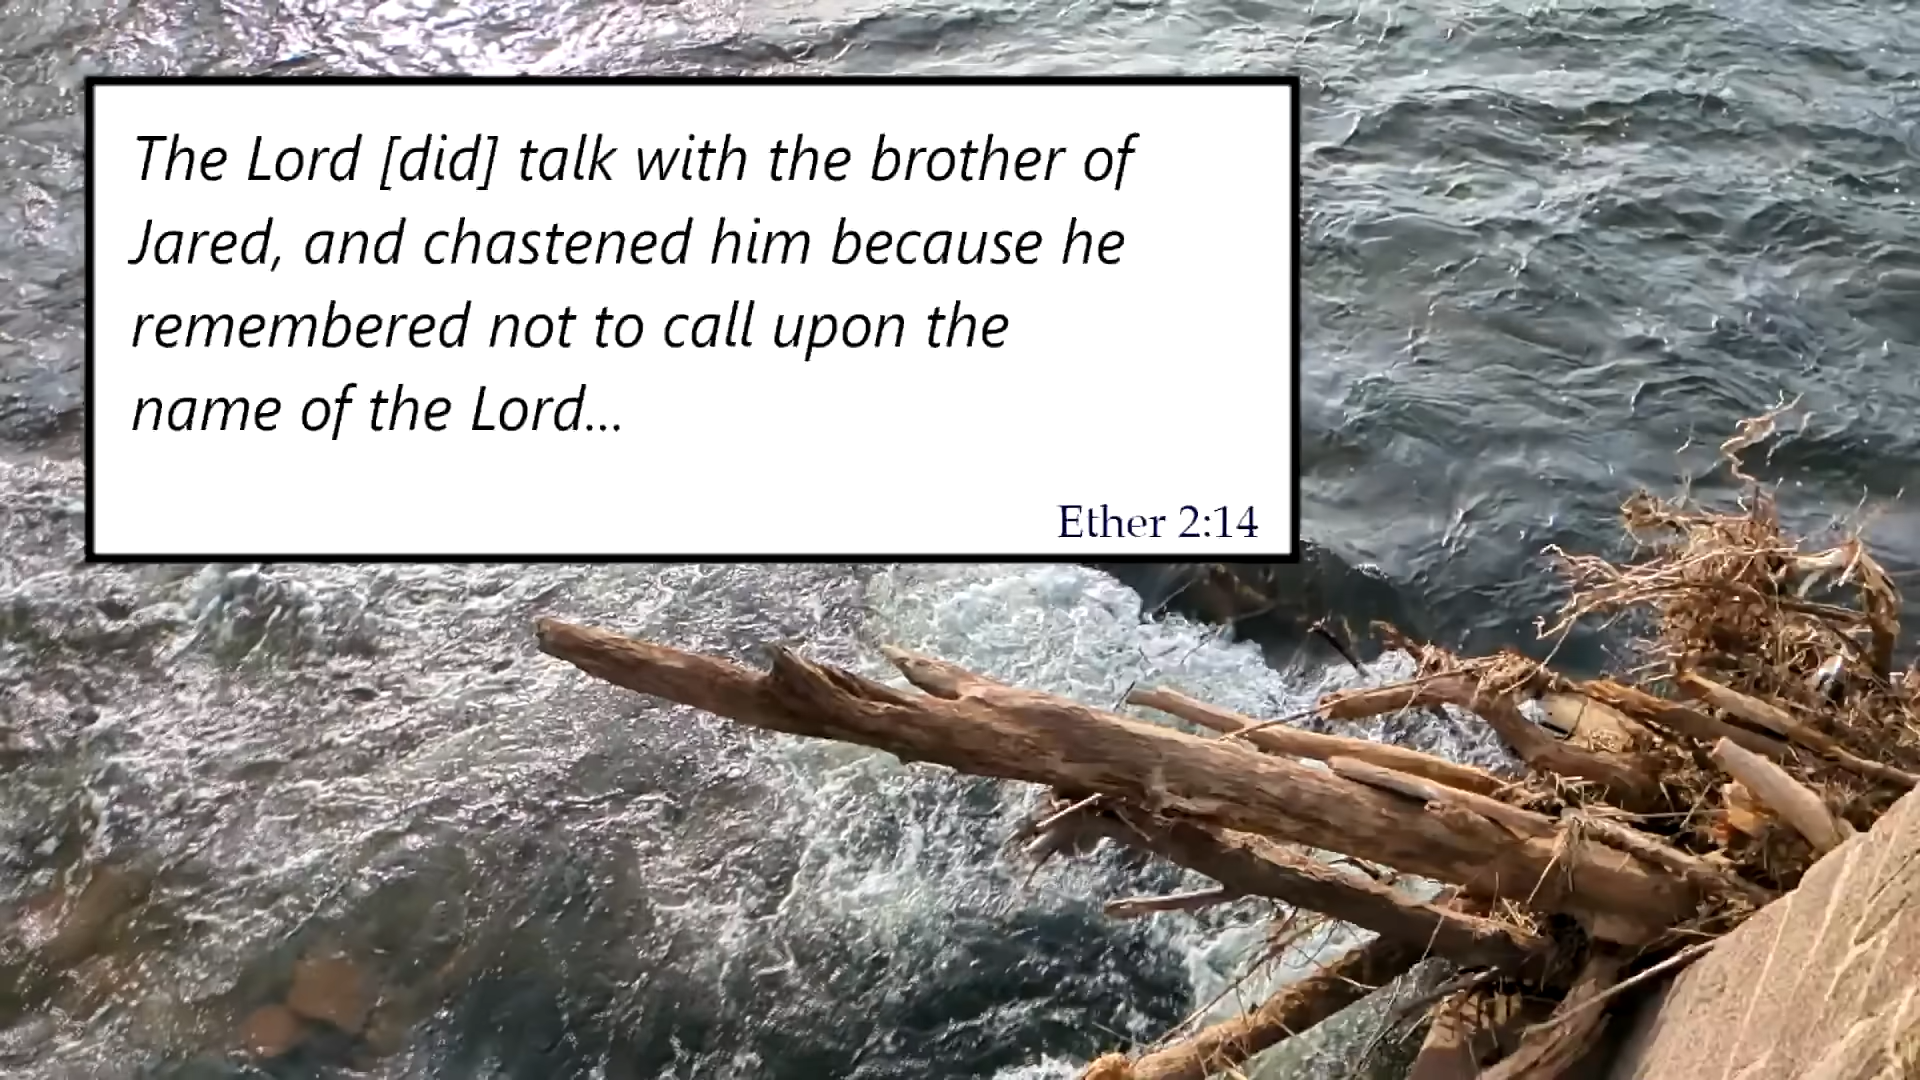 The Lord [did] talk with the brother of
Jared, and chastened him because he
remembered not to call upon the
name of the Lord...
Ether 2:14